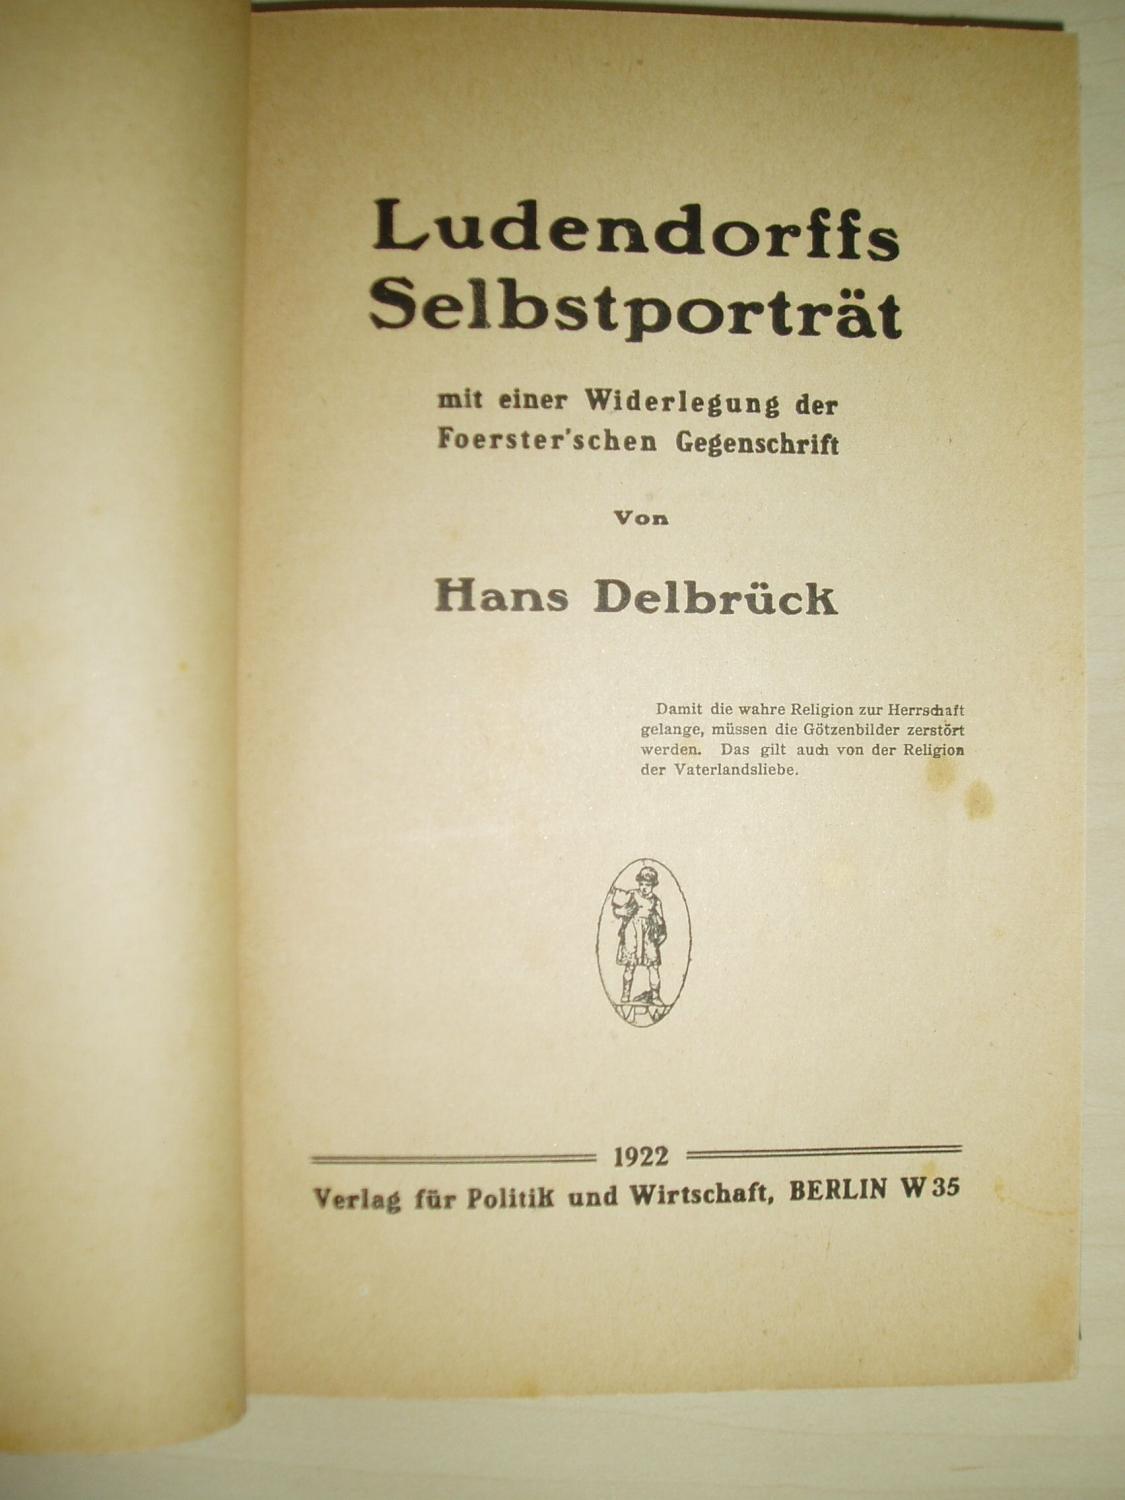 Ludendorffs
Selbstporträt
mit einer Widerlegung der
Foerster'schen Gegenschrift
Von
Hans Delbrück
Damit die wahre Religion zur Herrschaft
gelange, müssen die Götzenbilder zerstört
werden. Das gilt auch von der Religion
der Vaterlandsliebe.
VPW
1922
Verlag für Politik und Wirtschaft, BERLIN W 35